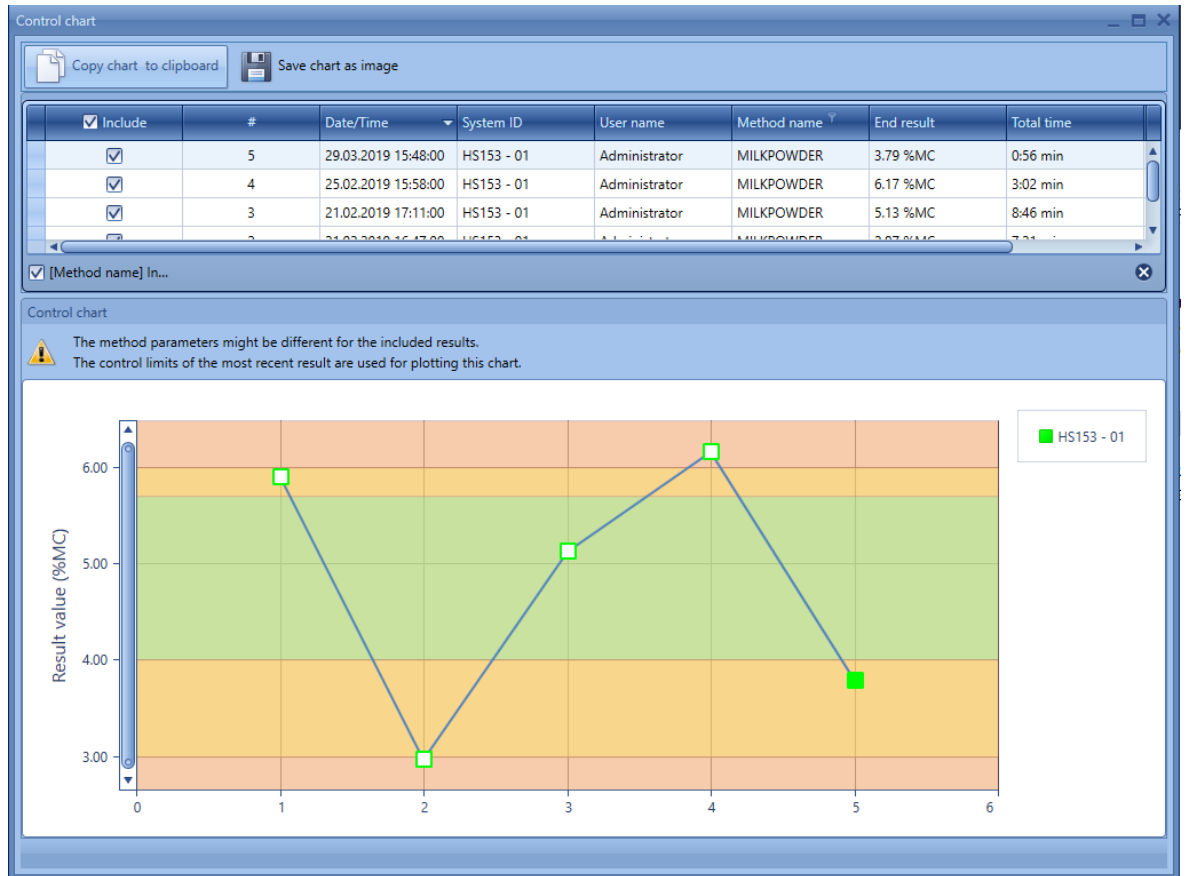 Control chart
Copy chart to clipboard Save chart as image
Include # Date/Time System ID User name Method name End result Total time
5 29.03.2019 15:48:00 HS153 - 01 Administrator MILKPOWDER 3.79 %MC 0:56 min
4 25.02.2019 15:58:00 HS153 - 01 Administrator MILKPOWDER 6.17 %MC 3:02 min
3 21.02.2019 17:11:00 HS153 - 01 Administrator MILKPOWDER 5.13 %MC 8:46 min
[Method name] In...
Control chart
The method parameters might be different for the included results.
The control limits of the most recent result are used for plotting this chart.
HS153 - 01
Result value (%MC)
6.00
5.00
4.00
3.00
0 1 2 3 4 5 6